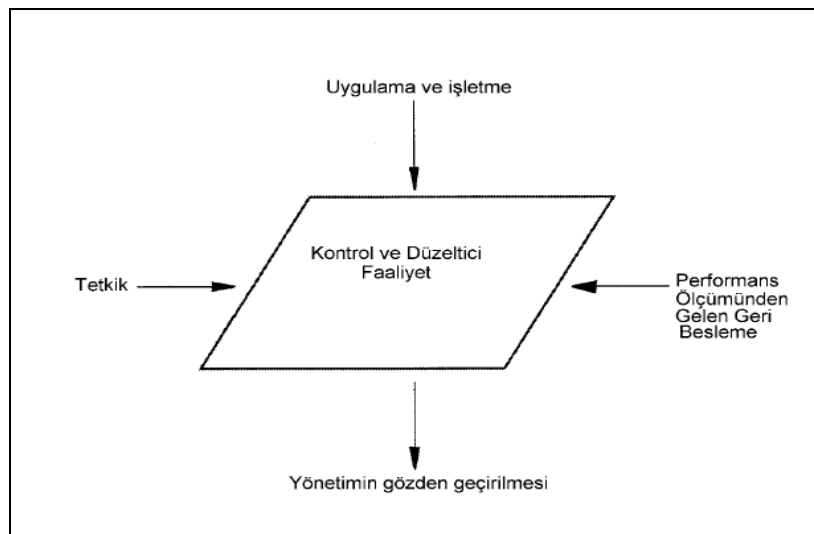 Uygulama ve işletme
Kontrol ve Düzeltici
Faaliyet
Tetkik
Performans
Ölçümünden
Gelen Geri
Besleme
Yönetimin gözden geçirilmesi